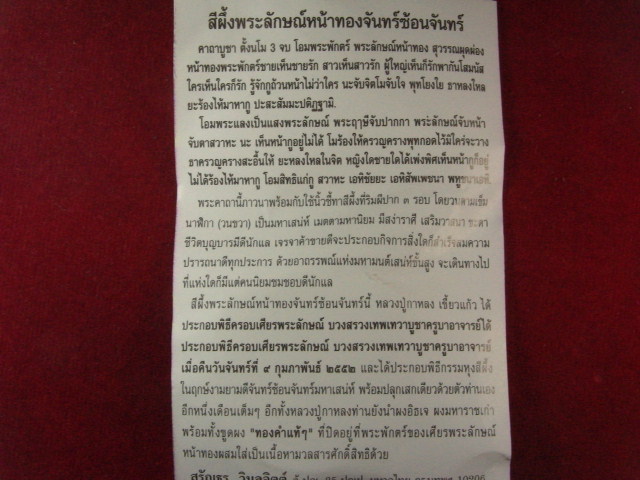 สีผึ้งพระลักษณ์หน้าทองจันทร์ซ้อนจันทร์
คาถาบูชา ตั้งนโม 3 จบ โอมพระพักตร์ พระลักษณ์หน้าทอง สุวรรณผุดผ่อง
หน้าทองพระพักตร์ชายเห็นชายรัก สาวเห็นสาวรัก ผู้ใหญ่เห็นก็รักพากันโสมนัส
ใครเห็นใครก็รัก รู้จักกูถ้วนหน้าไม่ว่าใคร นะจับจิตโมจับใจ พุทโยงใย ธาหลงไหล
ยะร้องไห้มาหากู ปะสะสัมมะปติฏฐามิ.
โอมพระแลงเป็นแสงพระลักษณ์ พระฤาษีจับปากกา พระลักษณ์จับหน้า
จับตาสวาหะ นะ เห็นหน้ากูอยู่ไม่ได้ โมร้องไห้ครวญครางพุทกอดไว้มิใคร่จะวาง
ธาครวญครางสะอื้นไห้ ยะหลงไหลในจิต หญิงใดชายใดได้เพ่งพิศเห็นหน้ากูก็อยู่
ไม่ได้ร้องไห้มาหากู โอมสิทธิแก่กู สวาหะ เอหิชัยยะ เอหิสัพเพชนา พหูชนาเอหิ.
พระคาถานี้ภาวนาพร้อมกับใช้นิ้วชี้ทาสีผึ้งที่ริมฝีปาก ๓ รอบ โดยวนตามเข็ม
นาฬิกา (วนขวา) เป็นมหาเสน่ห์ เมตตามหานิยม มีสง่าราศี เสริมวาสนา ชะตา
ชีวิตบุญบารมีดีนักแล เจรจาค้าขายดีจะประกอบกิจการสิ่งใดก็สำเร็จสมความ
ปรารถนาดีทุกประการ ด้วยอาถรรพณ์แห่งมหามนต์เสน่ห์ชั้นสูง จะเดินทางไป
ที่แห่งใดก็มีแต่คนนิยมชมชอบดีนักแล
สีผึ้งพระลักษณ์หน้าทองจันทร์ซ้อนจันทร์นี้ หลวงปู่กาหลง เขี้ยวแก้ว ได้
ประกอบพิธีครอบเศียรพระลักษณ์ บวงสรวงเทพเทวาบูชาครูบาอาจารย์ได้
ประกอบพิธีครอบเศียรพระลักษณ์ บวงสรวงเทพเทวาบูชาครูบาอาจารย์
เมื่อคืนวันจันทร์ที่ ๙ กุมภาพันธ์ ๒๕๕๒ และได้ประกอบพิธีกรรมหุงสีผึ้ง
ในฤกษ์งามยามดีจันทร์ซ้อนจันทร์มหาเสน่ห์ พร้อมปลุกเสกเดี่ยวด้วยตัวท่านเอง
อีกหนึ่งเดือนเต็มๆ อีกทั้งหลวงปู่กาหลงท่านยังนำผงอิธเจ ผงมหาราชเก่า
พร้อมทั้งขูดผง "ทองคำแท้ๆ" ที่ปิดอยู่ที่พระพักตร์ของเศียรพระลักษณ์
หน้าทองผสมใส่เป็นเนื้อหามวลสารศักดิ์สิทธิ์ด้วย